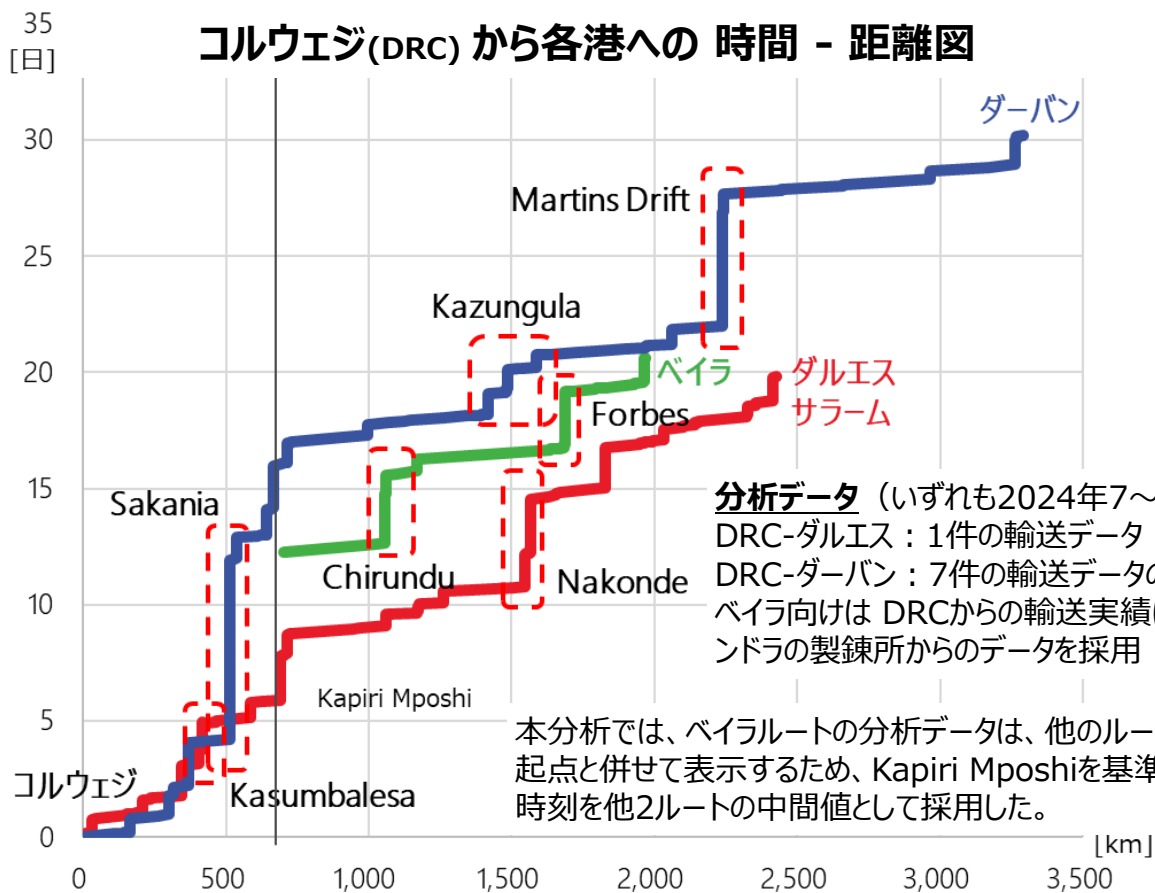 35
[日]
コルウェジ(DRC) から各港への 時間 - 距離図
ダーバン
30
Martins Drift
25
Kazungula
20
ベイラ
ダルエス
サラーム
Forbes
15
Sakania
分析データ（いずれも2024年7～
DRC-ダルエス：1件の輸送データ
Chirundu
Nakonde
DRC-ダーバン：7件の輸送データの
10
ベイラ向けは DRCからの輸送実績
ンドラの製錬所からのデータを採用
Kapiri Mposhi
5
本分析では、ベイラルートの分析データは、他のルー
起点と併せて表示するため、Kapiri Mposhiを基準
時刻を他2ルートの中間値として採用した。
コルウェジ
Kasumbalesa
0
[km]
0 500 1,000 1,500 2,000 2,500 3,000 3,500